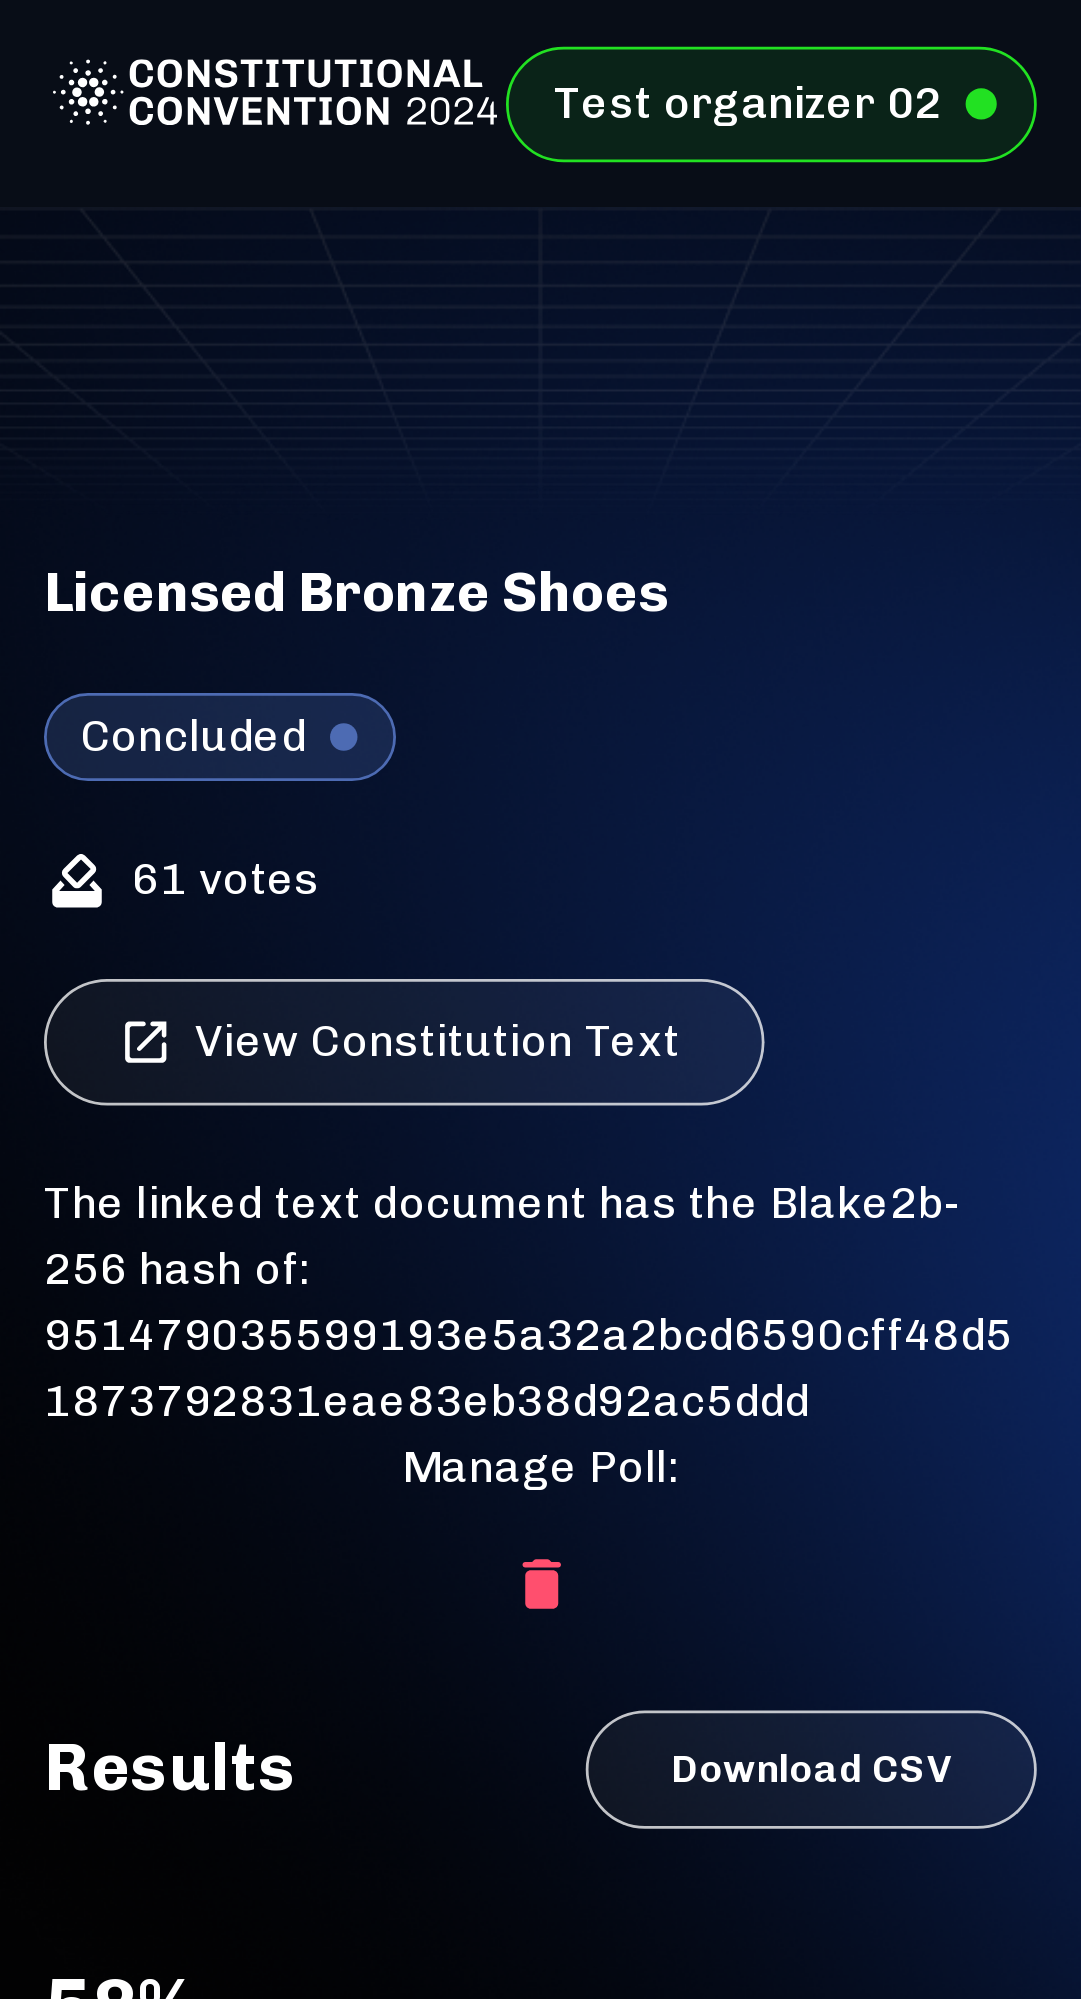 CONSTITUTIONAL
CONVENTION 2024
Test organizer 02
Licensed Bronze Shoes
Concluded
61 votes
View Constitution Text
The linked text document has the Blake2b-
256 hash of:
951479035599193e5a32a2bcd6590cff48d5
1873792831eae83eb38d92ac5ddd
Manage Poll:
Results
Download CSV
58%